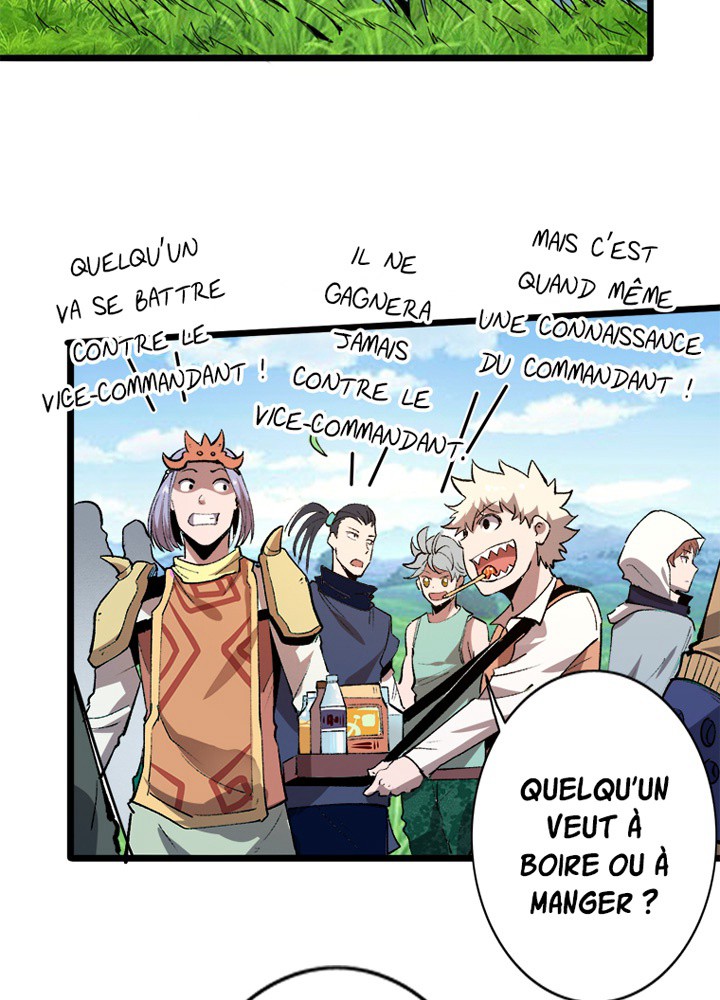 QUELQU'UN
VA SE BATTRE
CONTRE LE
VICE-COMMANDANT !
IL NE
GAGNERA
JAMAIS
CONTRE LE
VICE-COMMANDANT.
MAIS C'EST
QUAND MÊME
UNE CONNAISSANCE
DU COMMANDANT !
QUELQU'UN
VEUT À
BOIRE OU À
MANGER ?